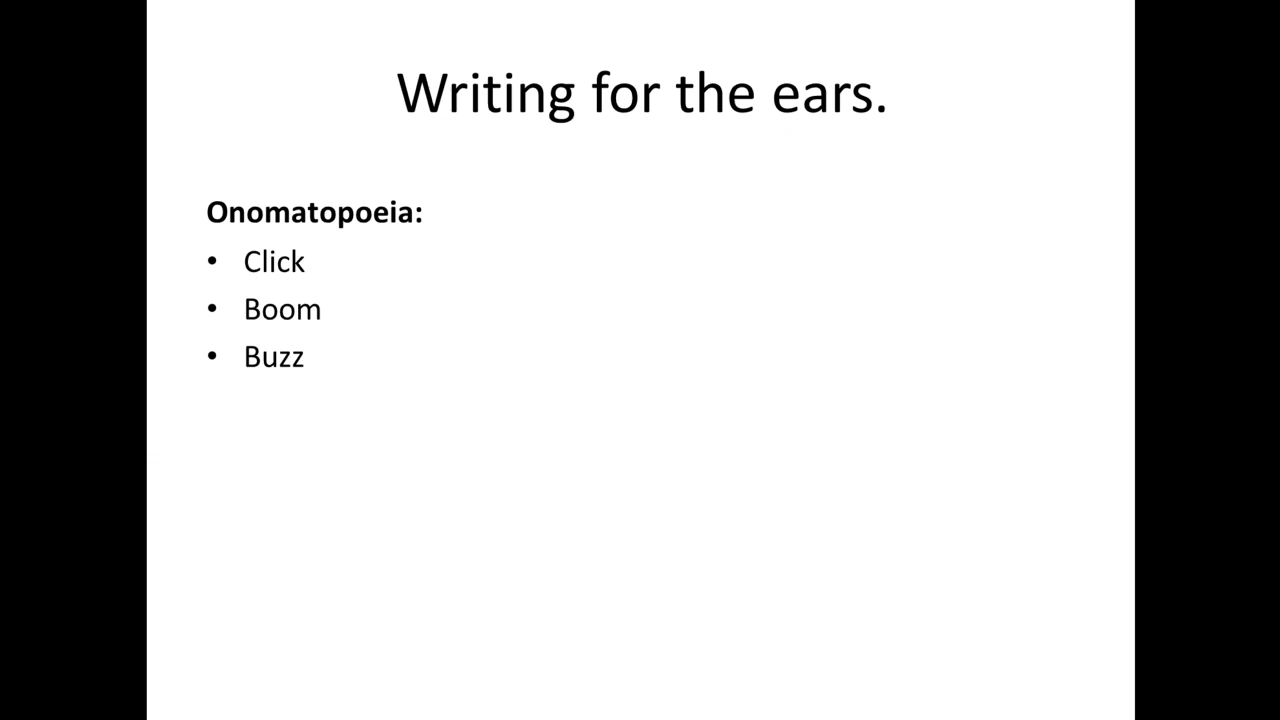 Writing for the ears.
Onomatopoeia:
• Click
• Boom
• Buzz